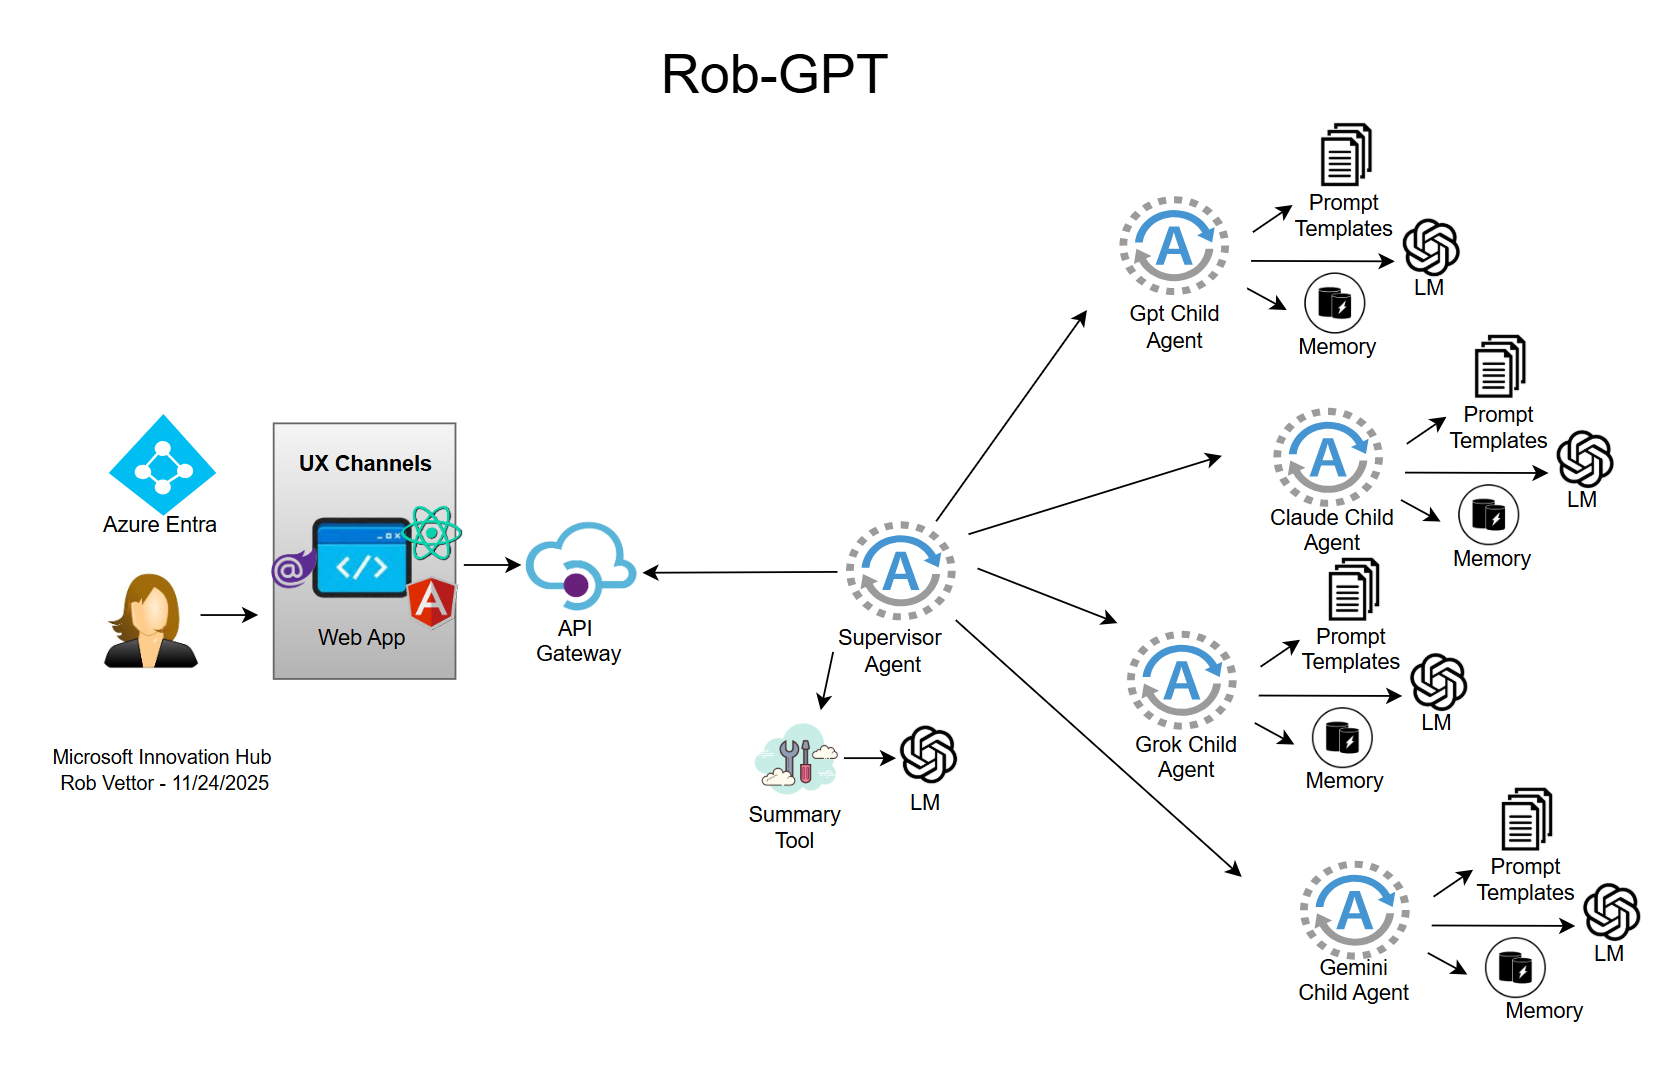 Rob-GPT
Prompt
Templates
LM
Memory
Gpt Child
Agent
Prompt
Templates
LM
Memory
Claude Child
Agent
Azure Entra
UX Channels
Web App
API
Gateway
Supervisor
Agent
Prompt
Templates
LM
Memory
Grok Child
Agent
Summary
Tool
LM
Microsoft Innovation Hub
Rob Vettor - 11/24/2025
Prompt
Templates
LM
Memory
Gemini
Child Agent